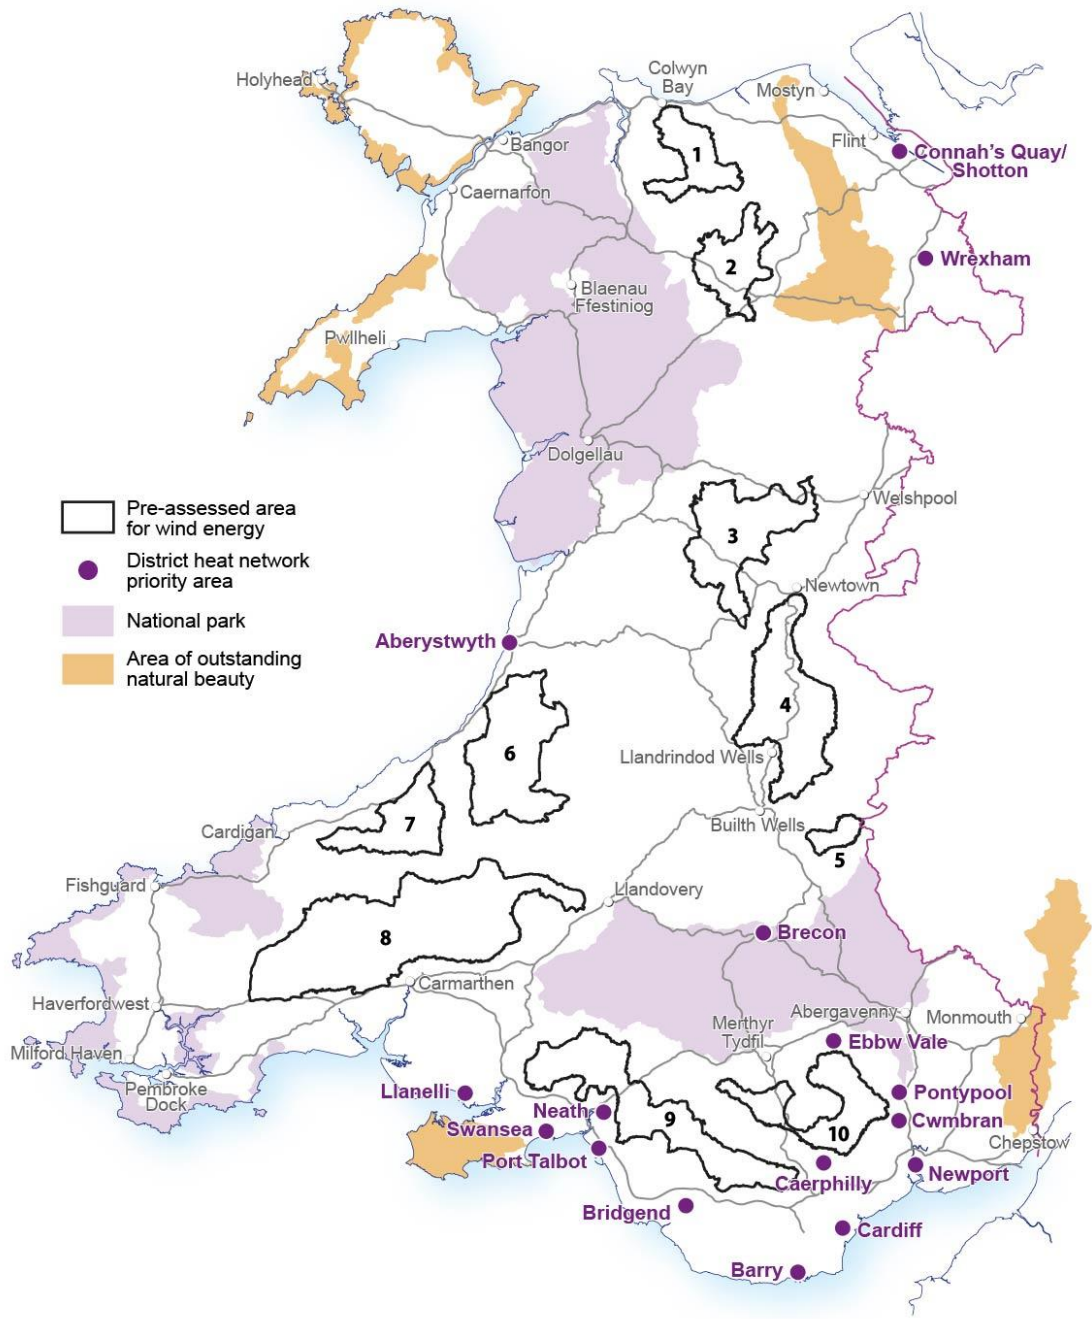 Holyhead
Colwyn
Bay
Mostyn
Flint
Connah's Quay/
Shotton
Bangor
Caernarfon
1
2
Wrexham
Blaenau
Ffestiniog
Pwllheli
Dolgellau
Welshpool
Pre-assessed area
for wind energy
District heat network
priority area
National park
Area of outstanding
natural beauty
3
Newtown
Aberystwyth
4
6
Llandrindod Wells
7
Cardigan
Builth Wells
5
Fishguard
Llandovery
8
Brecon
Carmarthen
Haverfordwest
Abergavenny
Monmouth
Merthyr
Tydfil
Ebbw Vale
Milford Haven
Pembroke
Dock
Llanelli
Pontypool
Neath
Cwmbran
Swansea
9
10
Chepstow
Port Talbot
Newport
Caerphilly
Bridgend
Cardiff
Barry